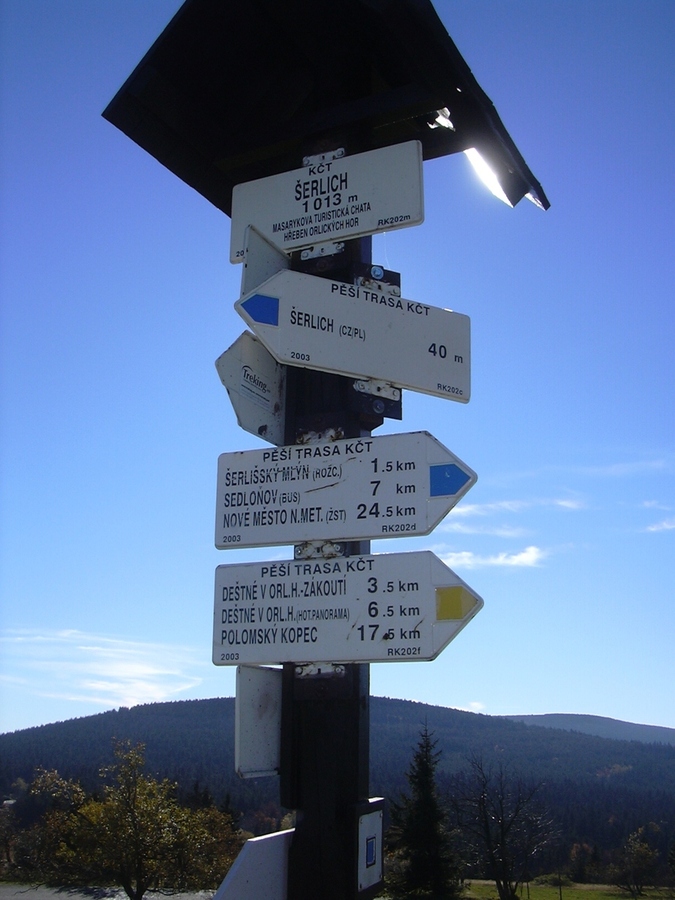 KČT
ŠERLICH
1 013 m
MASARYKOVA TURISTICKÁ CHATA
HŘEBEN ORLICKÝCH HOR
RK202m
PĚŠÍ TRASA KČT
ŠERLICH (CZ/PL) 40 m
2003 RK202c
Treking
PĚŠÍ TRASA KČT
ŠERLIŠSKÝ MLÝN (ROZC.) 1.5 km
SEDLOŇOV (BUS) 7 km
NOVÉ MĚSTO N.MET. (ŽST) 24.5 km
2003 RK202d
PĚŠÍ TRASA KČT
DEŠTNÉ V ORL.H.-ZÁKOUTÍ 3.5 km
DEŠTNÉ V ORL.H.(HOT.PANORAMA) 6.5 km
POLOMSKÝ KOPEC 17.5 km
2003 RK202f